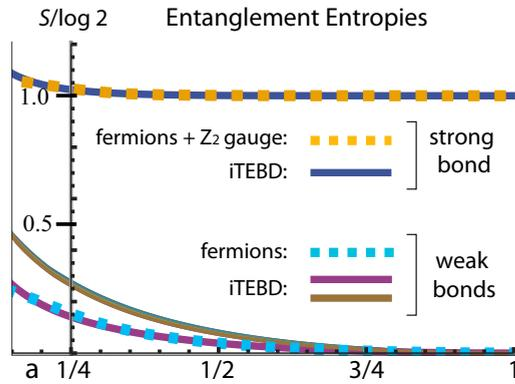 S/log 2 Entanglement Entropies
1.0
fermions + Z2 gauge:
iTEBD:
strong
bond
0.5
fermions:
iTEBD:
weak
bonds
a 1/4 1/2 3/4 1